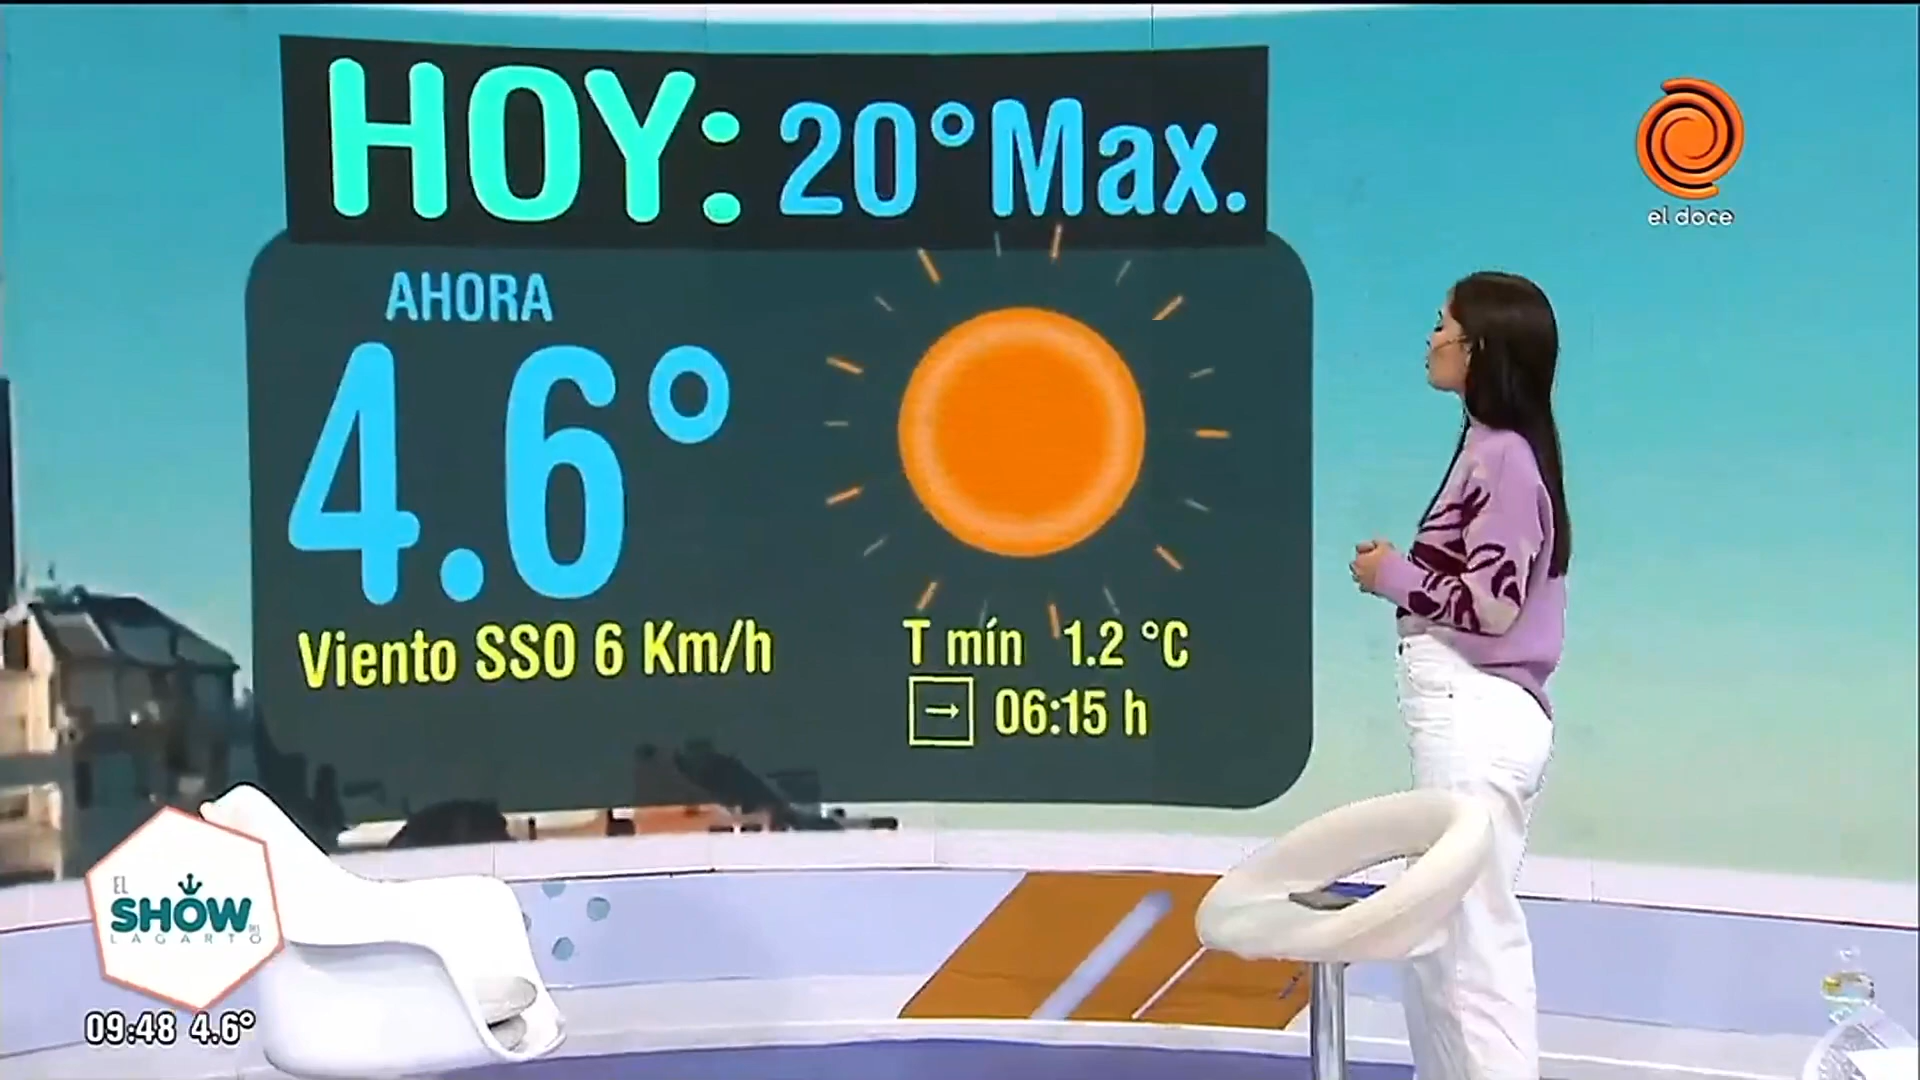 HOY: 20° Max.
el doce
AHORA
4.6°
Viento SSO 6 Km/h
T mín 1.2 °C
→ 06:15 h
EL
SHOW DEL
LAGARTO
09:48 4.6°